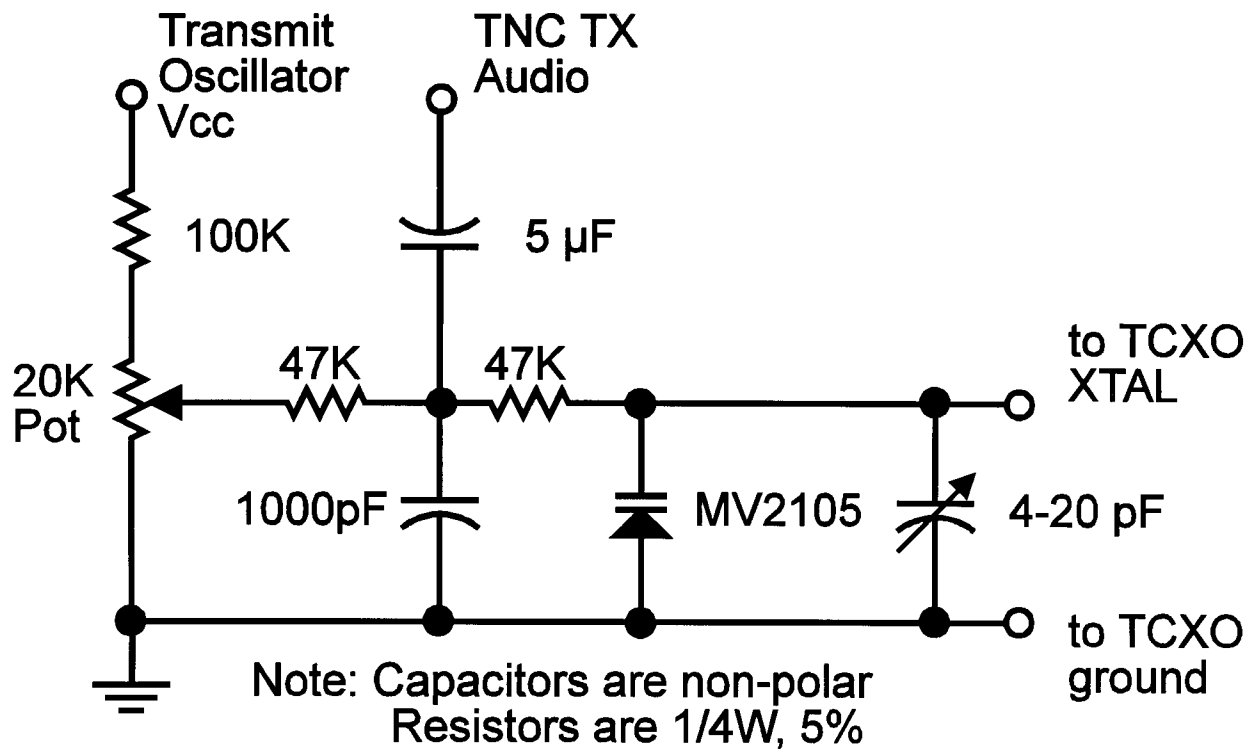 Transmit
Oscillator
Vcc
TNC TX
Audio
100K
5 µF
47K
47K
to TCXO
XTAL
20K
Pot
1000pF
MV2105
4-20 pF
to TCXO
ground
Note: Capacitors are non-polar
Resistors are 1/4W, 5%